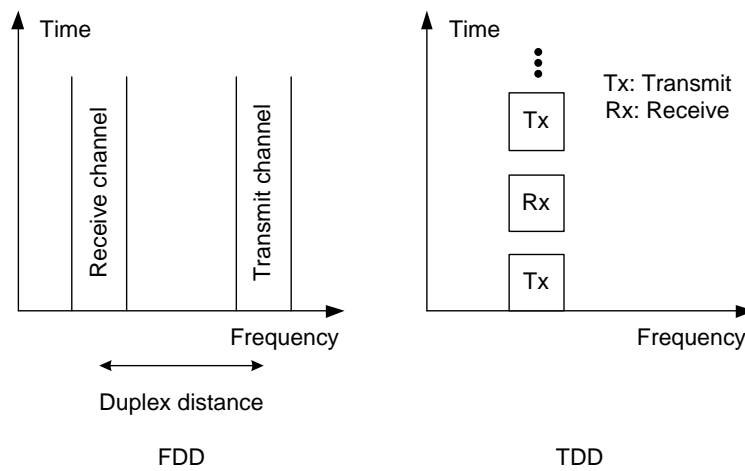 Time
Receive channel
Transmit channel
Frequency
Duplex distance
FDD
Time
Tx: Transmit
Rx: Receive
Tx
Rx
Tx
Frequency
TDD